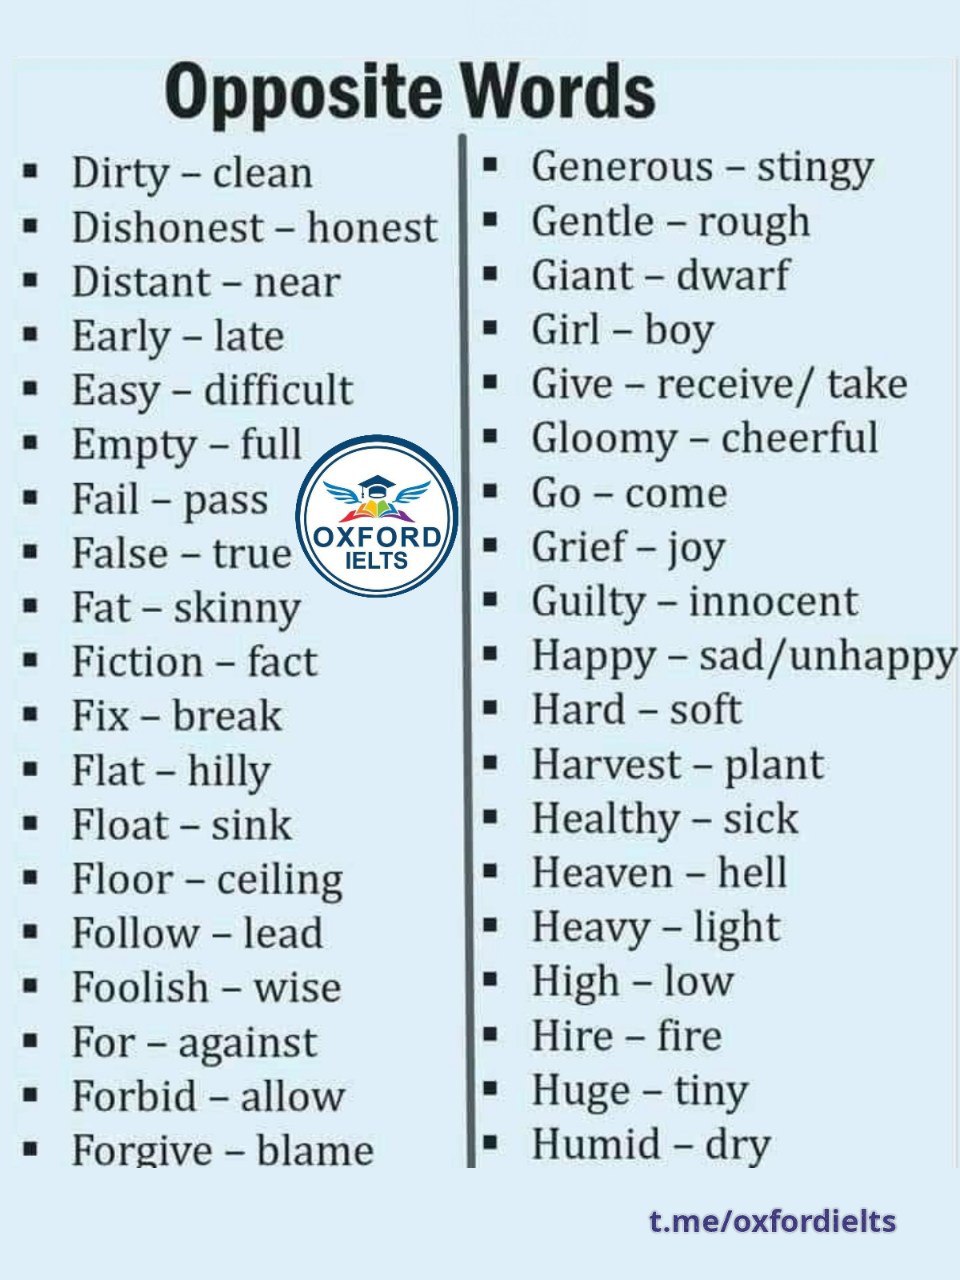 Opposite Words
▪ Dirty – clean
▪ Dishonest – honest
▪ Distant – near
▪ Early – late
▪ Easy – difficult
▪ Empty – full
▪ Fail – pass
▪ False – true
▪ Fat – skinny
▪ Fiction – fact
▪ Fix – break
▪ Flat – hilly
▪ Float – sink
▪ Floor – ceiling
▪ Follow – lead
▪ Foolish – wise
▪ For – against
▪ Forbid – allow
▪ Forgive – blame
OXFORD
IELTS
▪ Generous – stingy
▪ Gentle – rough
▪ Giant – dwarf
▪ Girl – boy
▪ Give – receive/ take
▪ Gloomy – cheerful
▪ Go – come
▪ Grief – joy
▪ Guilty – innocent
▪ Happy – sad/unhappy
▪ Hard – soft
▪ Harvest – plant
▪ Healthy – sick
▪ Heaven – hell
▪ Heavy – light
▪ High – low
▪ Hire – fire
▪ Huge – tiny
▪ Humid – dry
t.me/oxfordielts